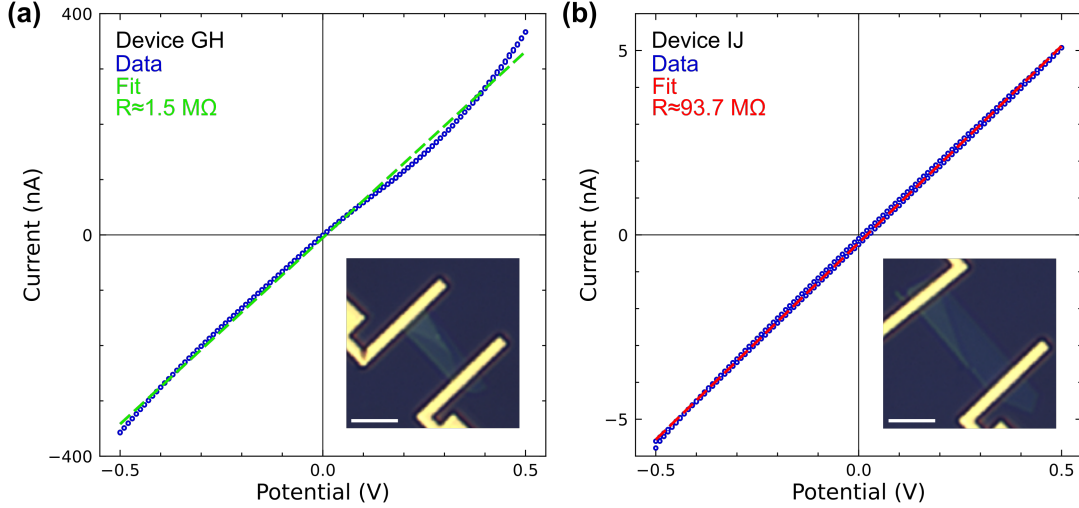 (a)
Device GH
Data
Fit
R≈1.5 MΩ
400
0
−400
Current (nA)
−0.5
0.0
0.5
Potential (V)
(b)
Device IJ
Data
Fit
R≈93.7 MΩ
5
0
−5
Current (nA)
−0.5
0.0
0.5
Potential (V)